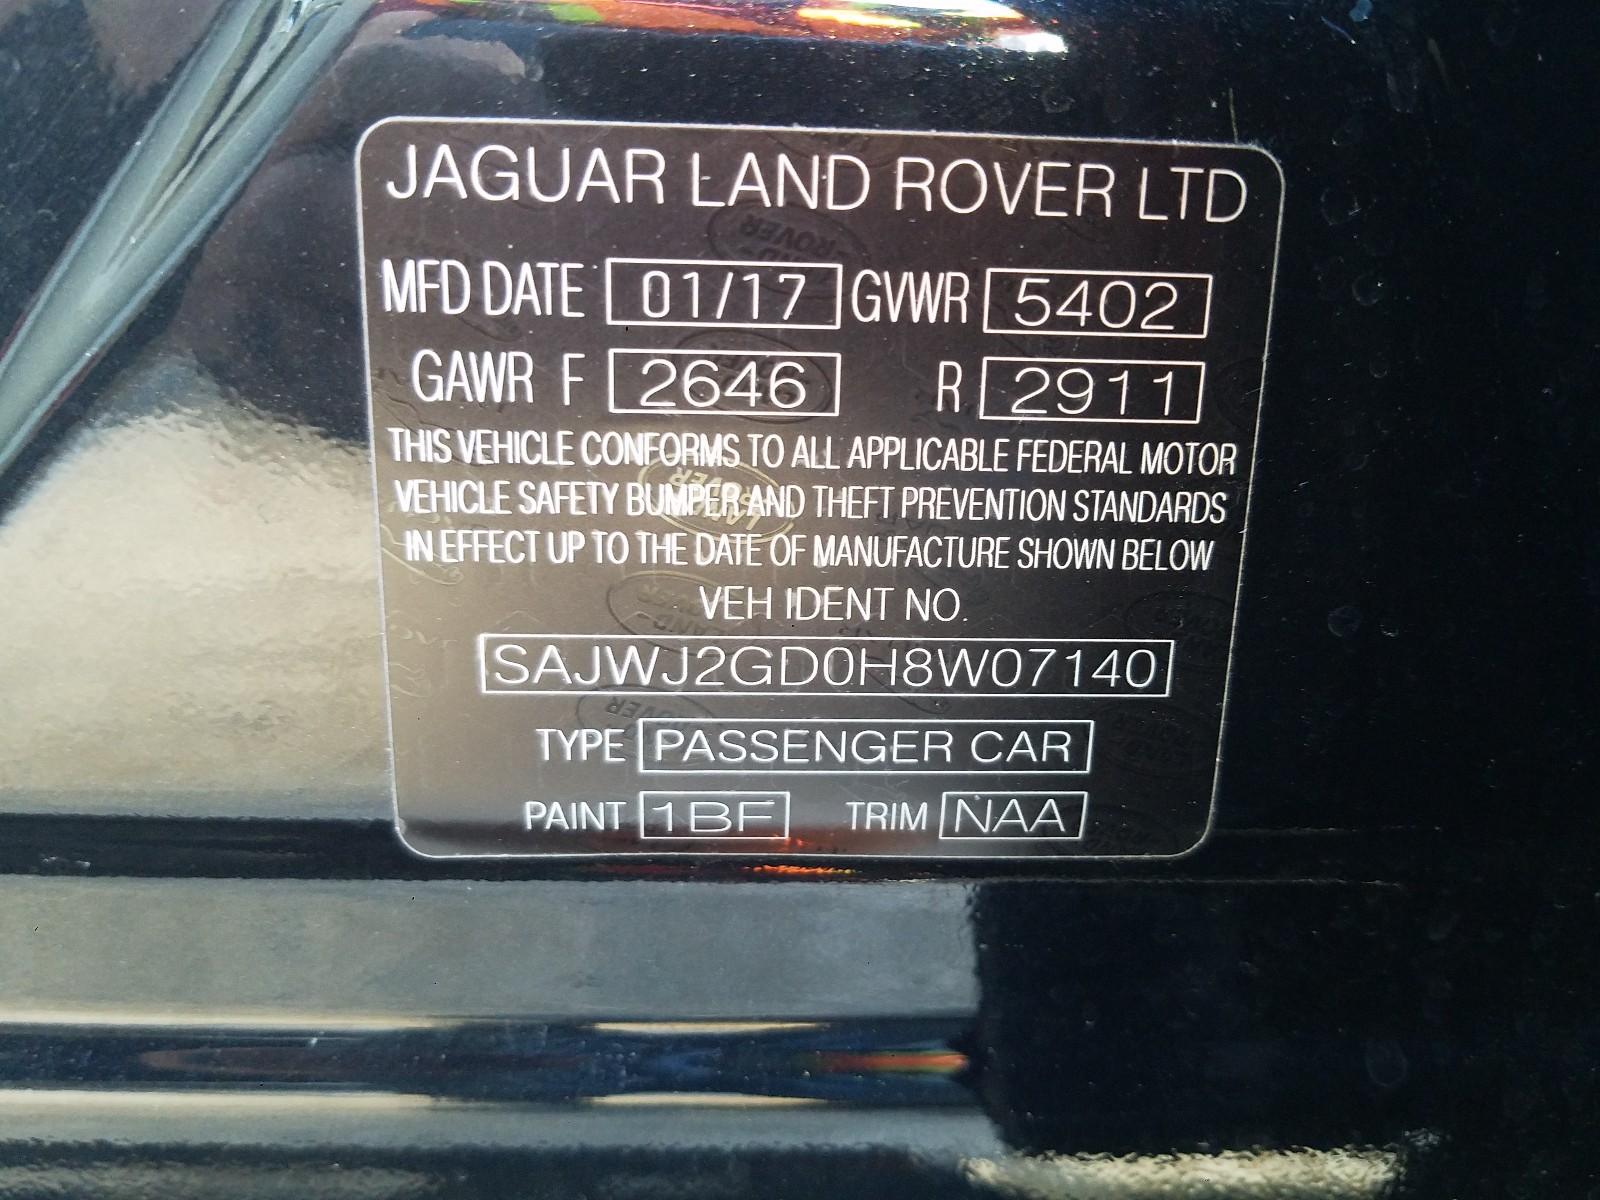 JAGUAR LAND ROVER LTD
MFD DATE 01/17 GVWR 5402
GAWR F 2646 R 2911
THIS VEHICLE CONFORMS TO ALL APPLICABLE FEDERAL MOTOR
VEHICLE SAFETY BUMPER AND THEFT PREVENTION STANDARDS
IN EFFECT UP TO THE DATE OF MANUFACTURE SHOWN BELOW
VEH IDENT NO.
SAJWJ2GD0H8W07140
TYPE PASSENGER CAR
PAINT 1BF TRIM NAA